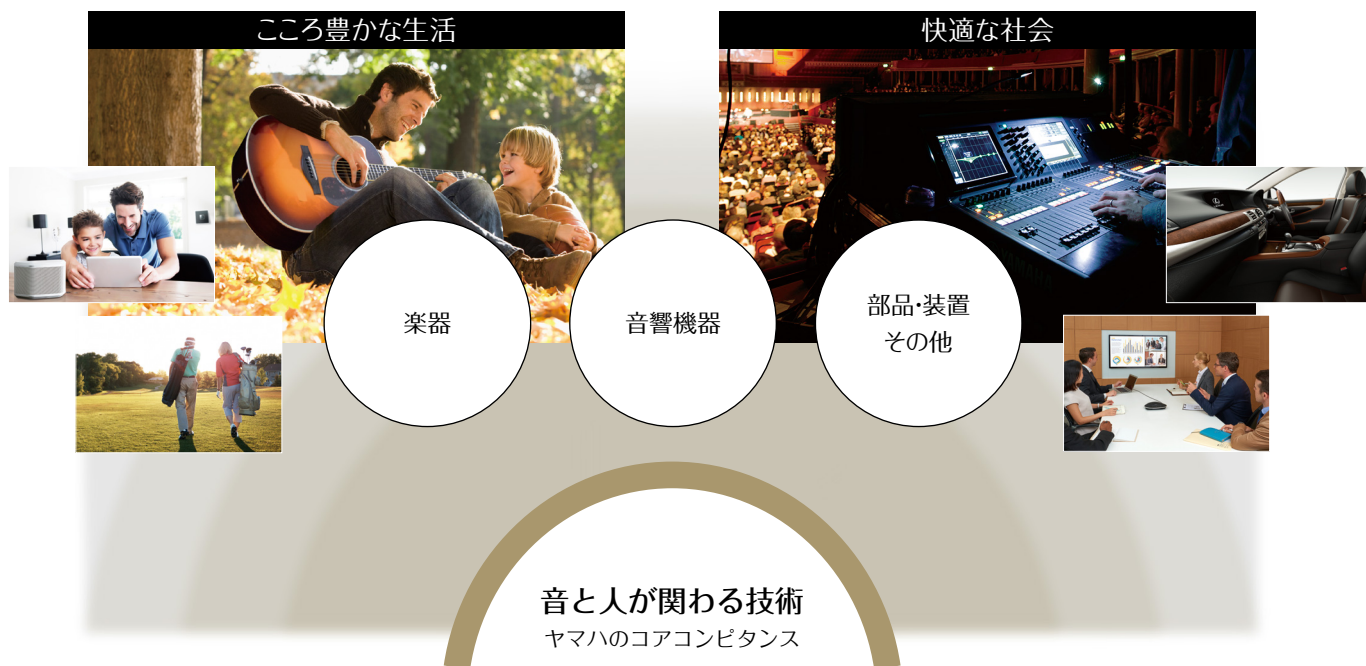 こころ豊かな生活
快適な社会
楽器
音響機器
部品・装置
その他
音と人が関わる技術
ヤマハのコアコンピタンス